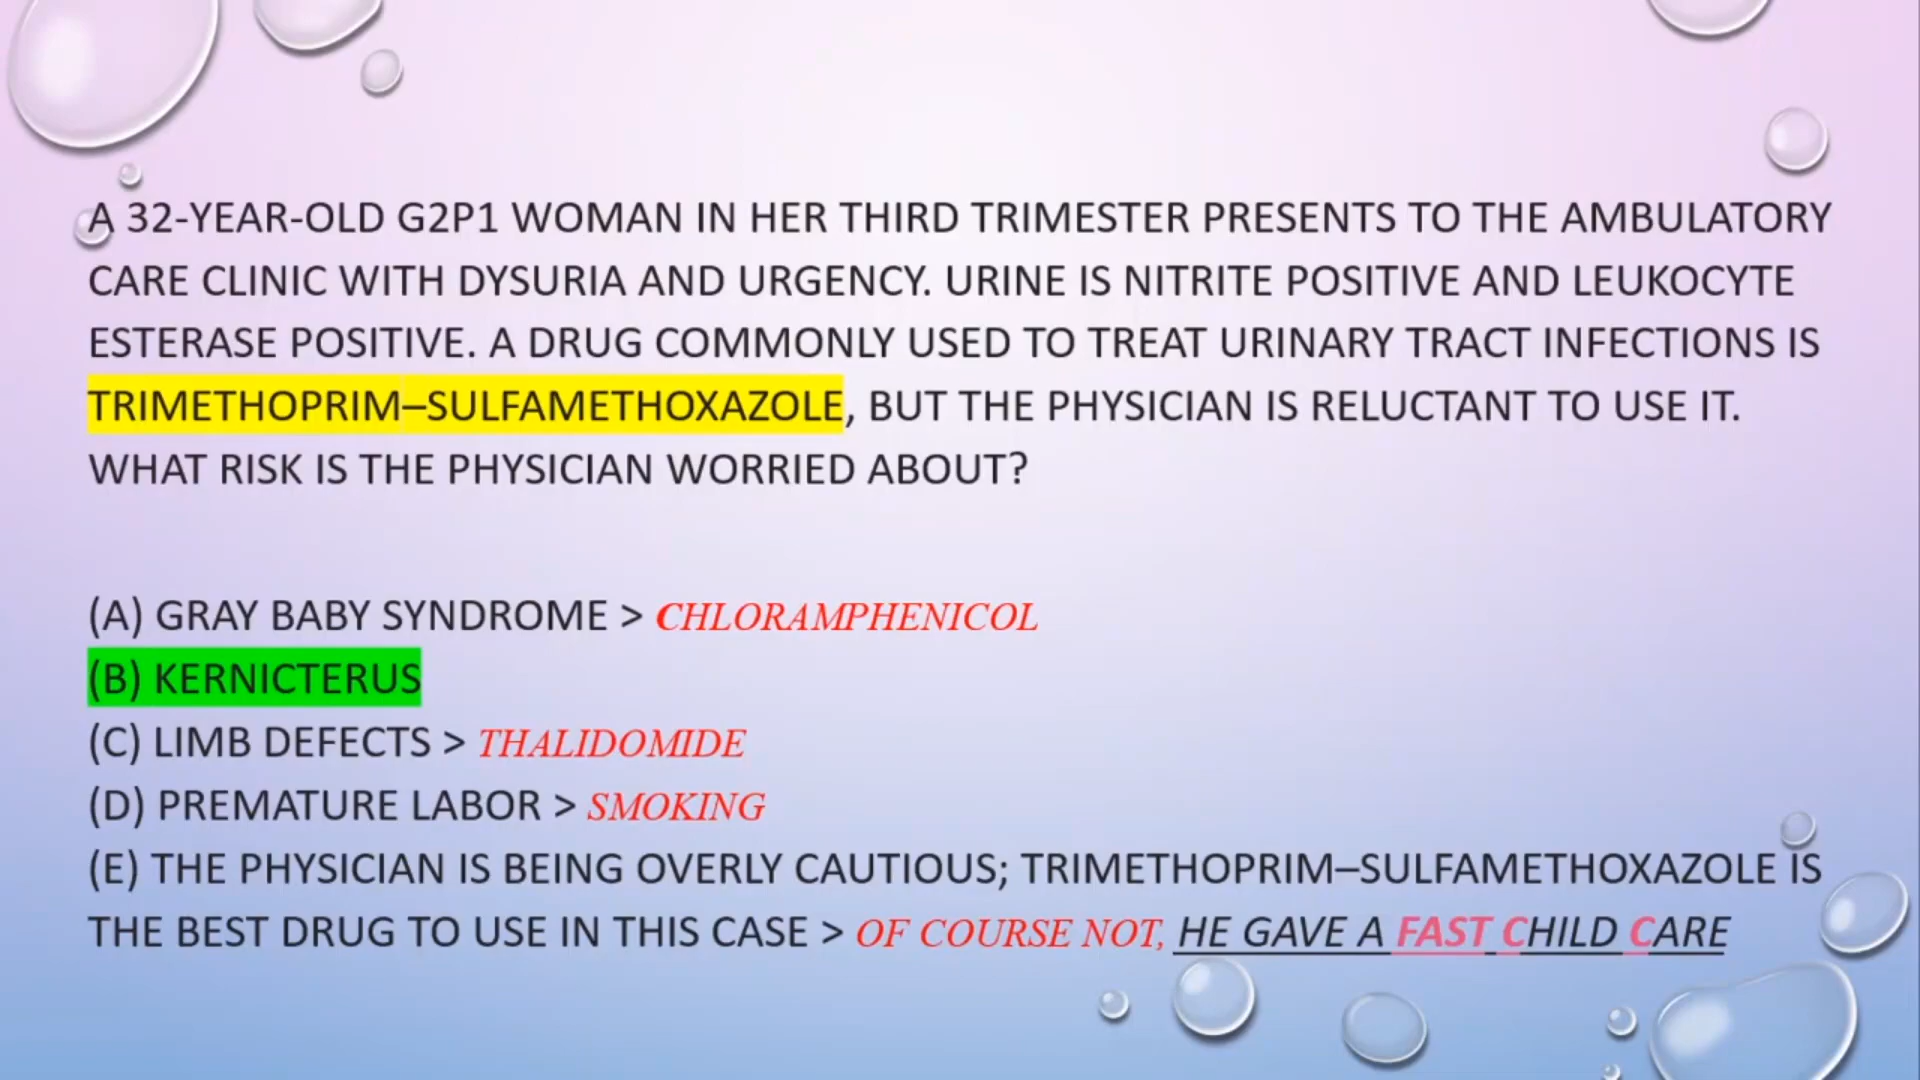 A 32-YEAR-OLD G2P1 WOMAN IN HER THIRD TRIMESTER PRESENTS TO THE AMBULATORY
CARE CLINIC WITH DYSURIA AND URGENCY. URINE IS NITRITE POSITIVE AND LEUKOCYTE
ESTERASE POSITIVE. A DRUG COMMONLY USED TO TREAT URINARY TRACT INFECTIONS IS
TRIMETHOPRIM–SULFAMETHOXAZOLE, BUT THE PHYSICIAN IS RELUCTANT TO USE IT.
WHAT RISK IS THE PHYSICIAN WORRIED ABOUT?
(A) GRAY BABY SYNDROME > CHLORAMPHENICOL
(B) KERNICTERUS
(C) LIMB DEFECTS > THALIDOMIDE
(D) PREMATURE LABOR > SMOKING
(E) THE PHYSICIAN IS BEING OVERLY CAUTIOUS; TRIMETHOPRIM–SULFAMETHOXAZOLE IS
THE BEST DRUG TO USE IN THIS CASE > OF COURSE NOT, HE GAVE A FAST CHILD CARE